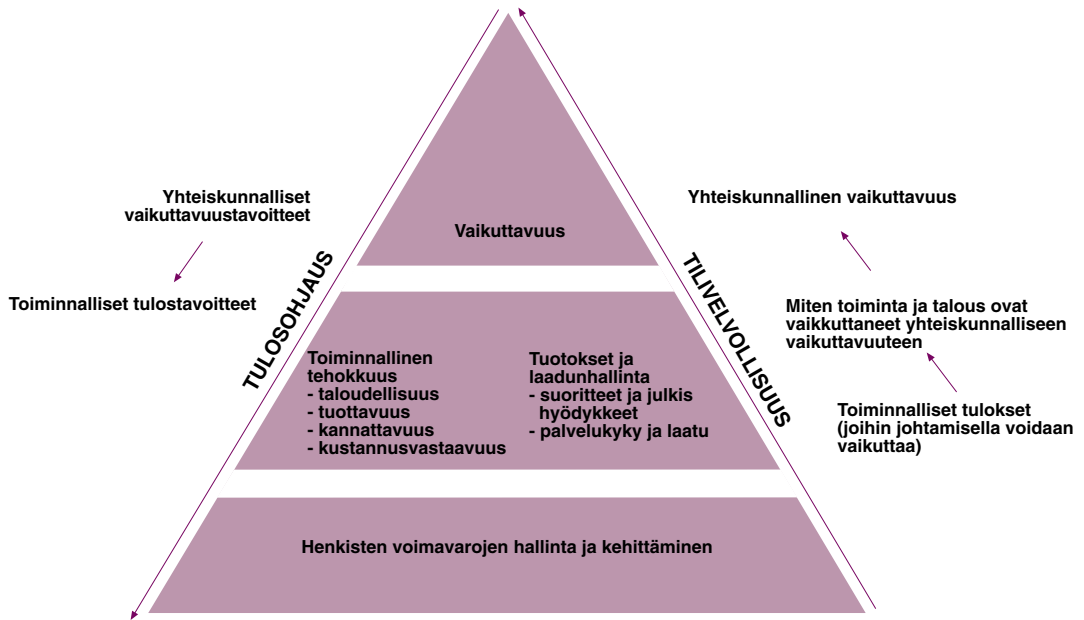 Yhteiskunnalliset
vaikuttavuustavoitteet
Toiminnalliset tulostavoitteet
TULOSOHJAUS
Vaikuttavuus
Toiminnallinen
tehokkuus
- taloudellisuus
- tuottavuus
- kannattavuus
- kustannusvastaavuus
Tuotokset ja
laadunhallinta
- suoritteet ja julkis
hyödykkeet
- palvelukyky ja laatu
Henkisten voimavarojen hallinta ja kehittäminen
TILIVELVOLLISUUS
Yhteiskunnallinen vaikuttavuus
Miten toiminta ja talous ovat
vaikkuttaneet yhteiskunnalliseen
vaikuttavuuteen
Toiminnalliset tulokset
(joihin johtamisella voidaan
vaikuttaa)